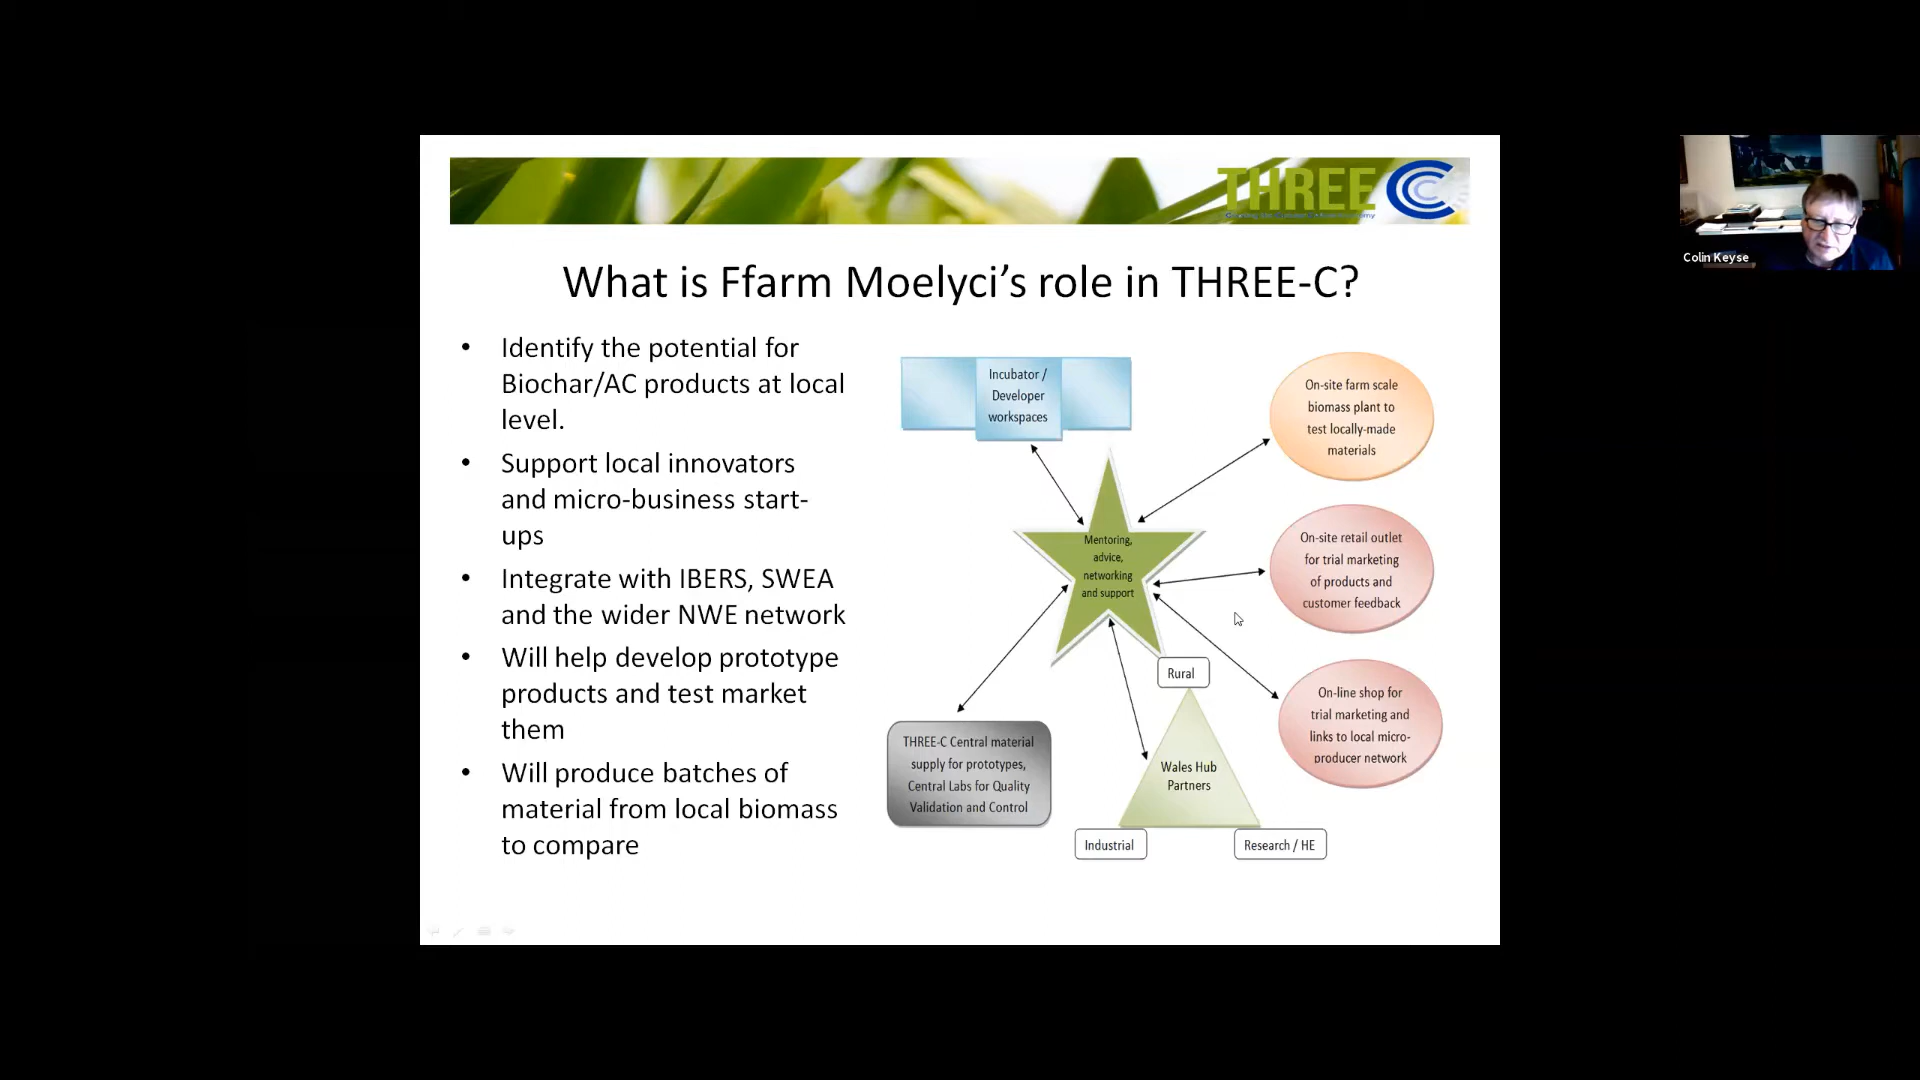 THREE C
What is Ffarm Moelyci’s role in THREE-C?
• Identify the potential for
Biochar/AC products at local
level.
• Support local innovators
and micro-business start-
ups
• Integrate with IBERS, SWEA
and the wider NWE network
• Will help develop prototype
products and test market
them
• Will produce batches of
material from local biomass
to compare
Incubator /
Developer
workspaces
On-site farm scale
biomass plant to
test locally-made
materials
Mentoring,
advice,
networking
and support
On-site retail outlet
for trial marketing
of products and
customer feedback
On-line shop for
trial marketing and
links to local micro-
producer network
THREE-C Central material
supply for prototypes,
Central Labs for Quality
Validation and Control
Rural
Wales Hub
Partners
Industrial
Research / HE
Colin Keyse